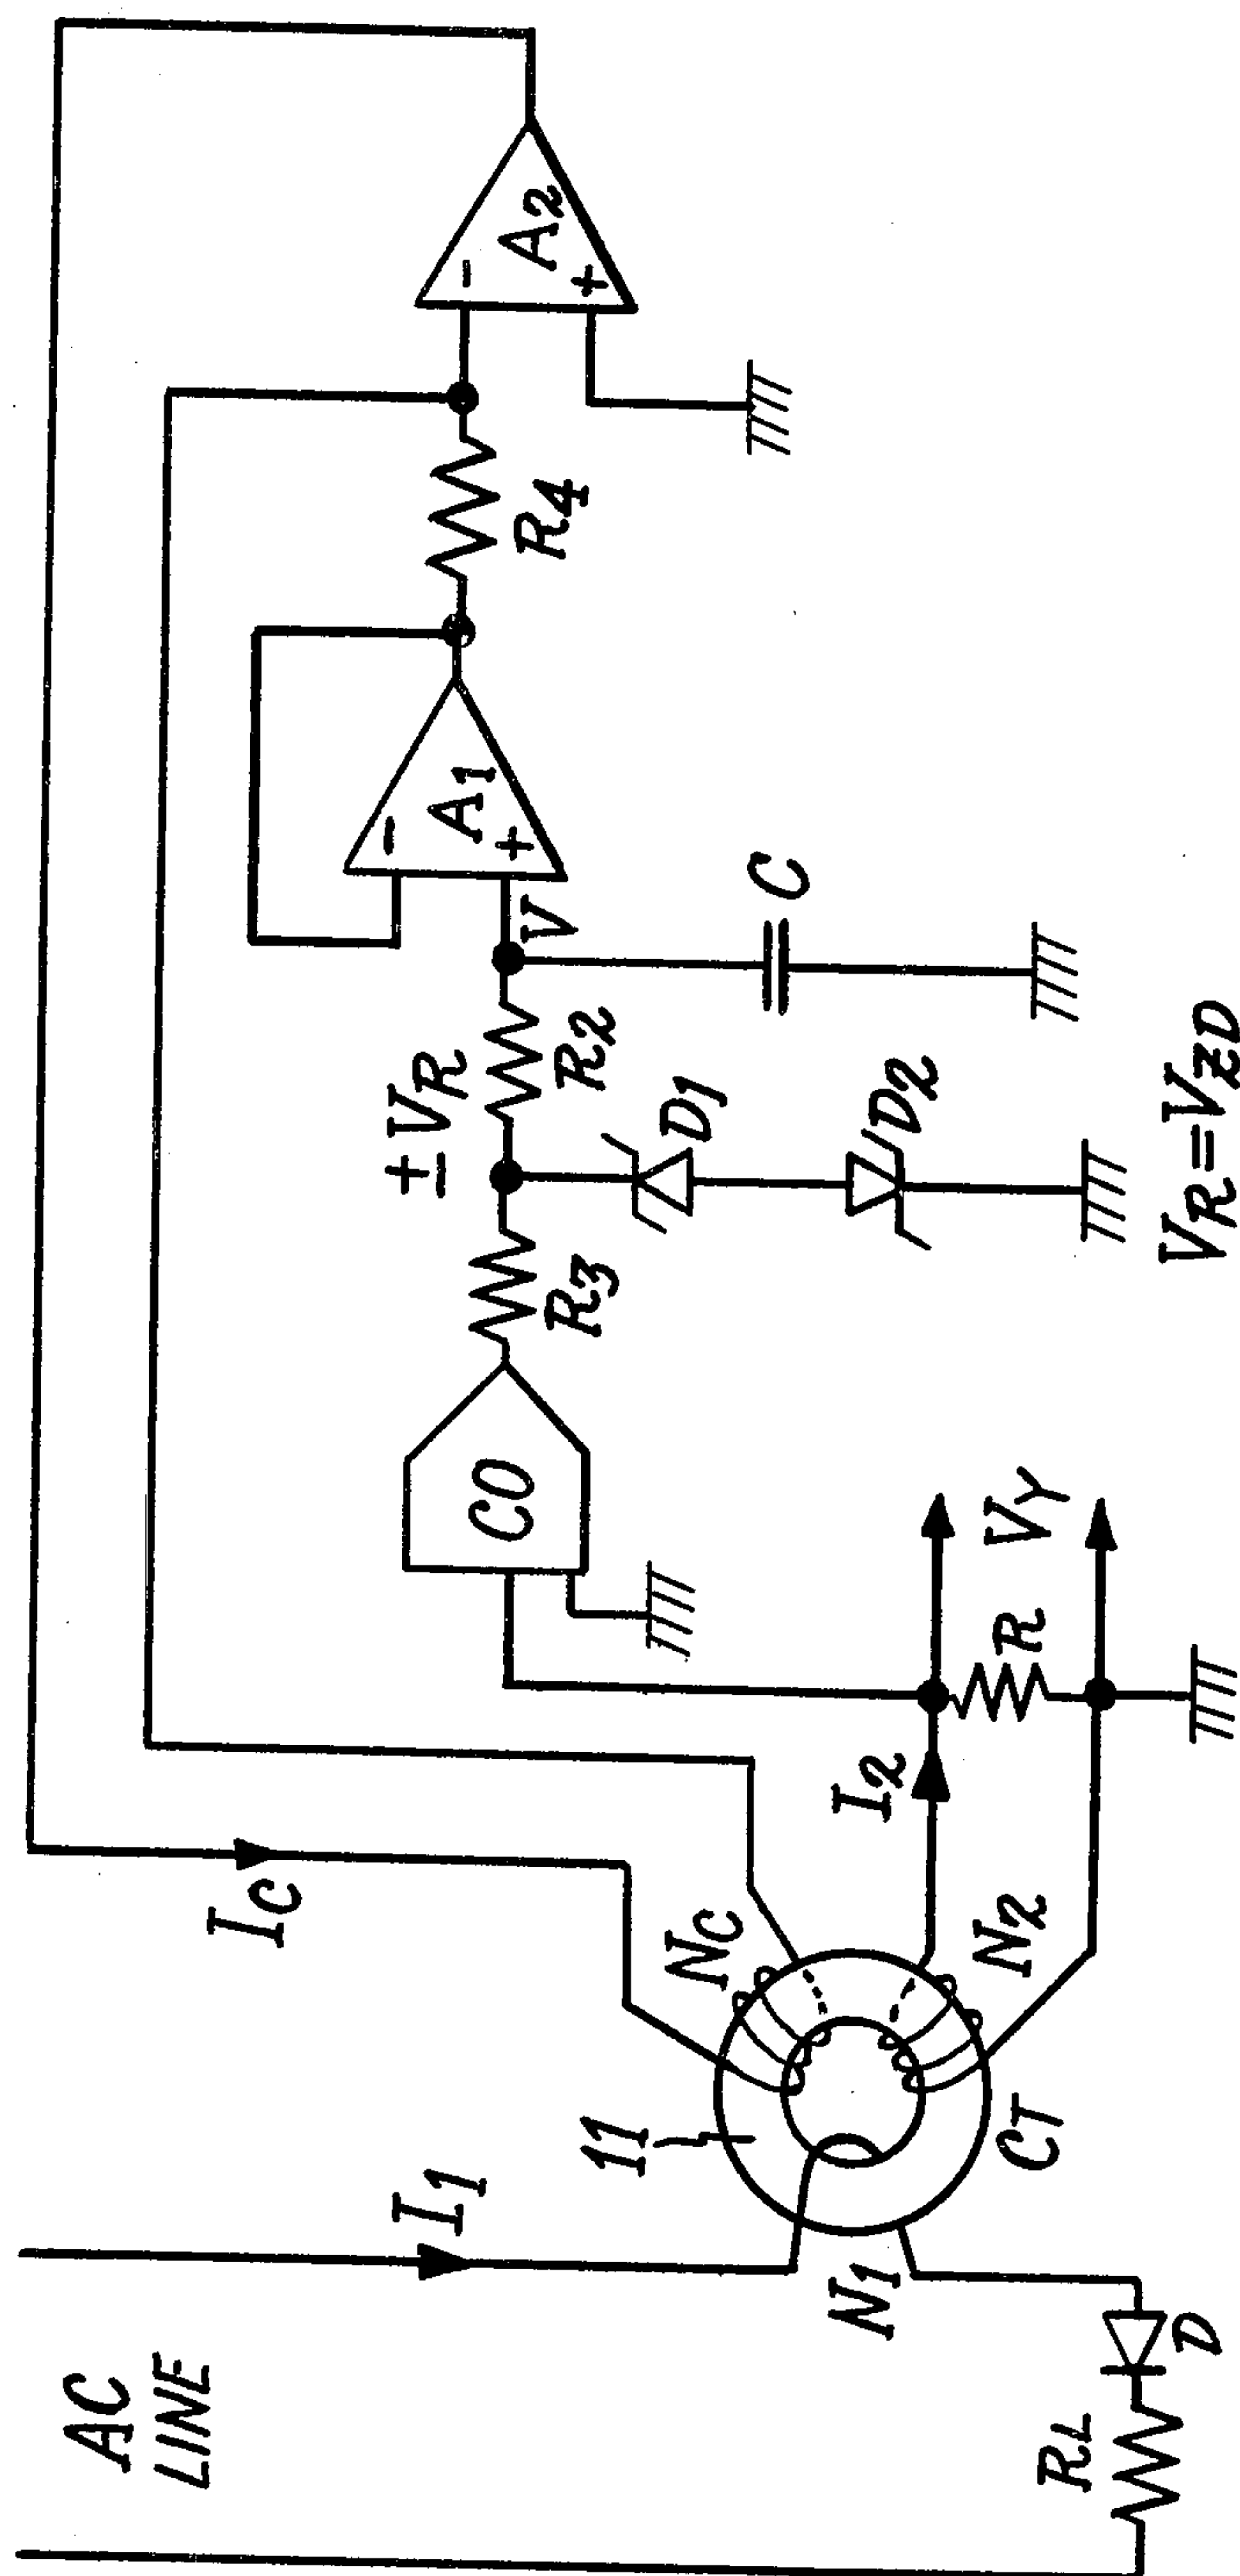 AC
LINE
I1
IC
11
N1
NC
N2
CT
I2
R
VY
RL
D
CO
R3
±VR
R2
D1
D2
V
C
A1
-
+
R4
A2
-
+
VR=VZD